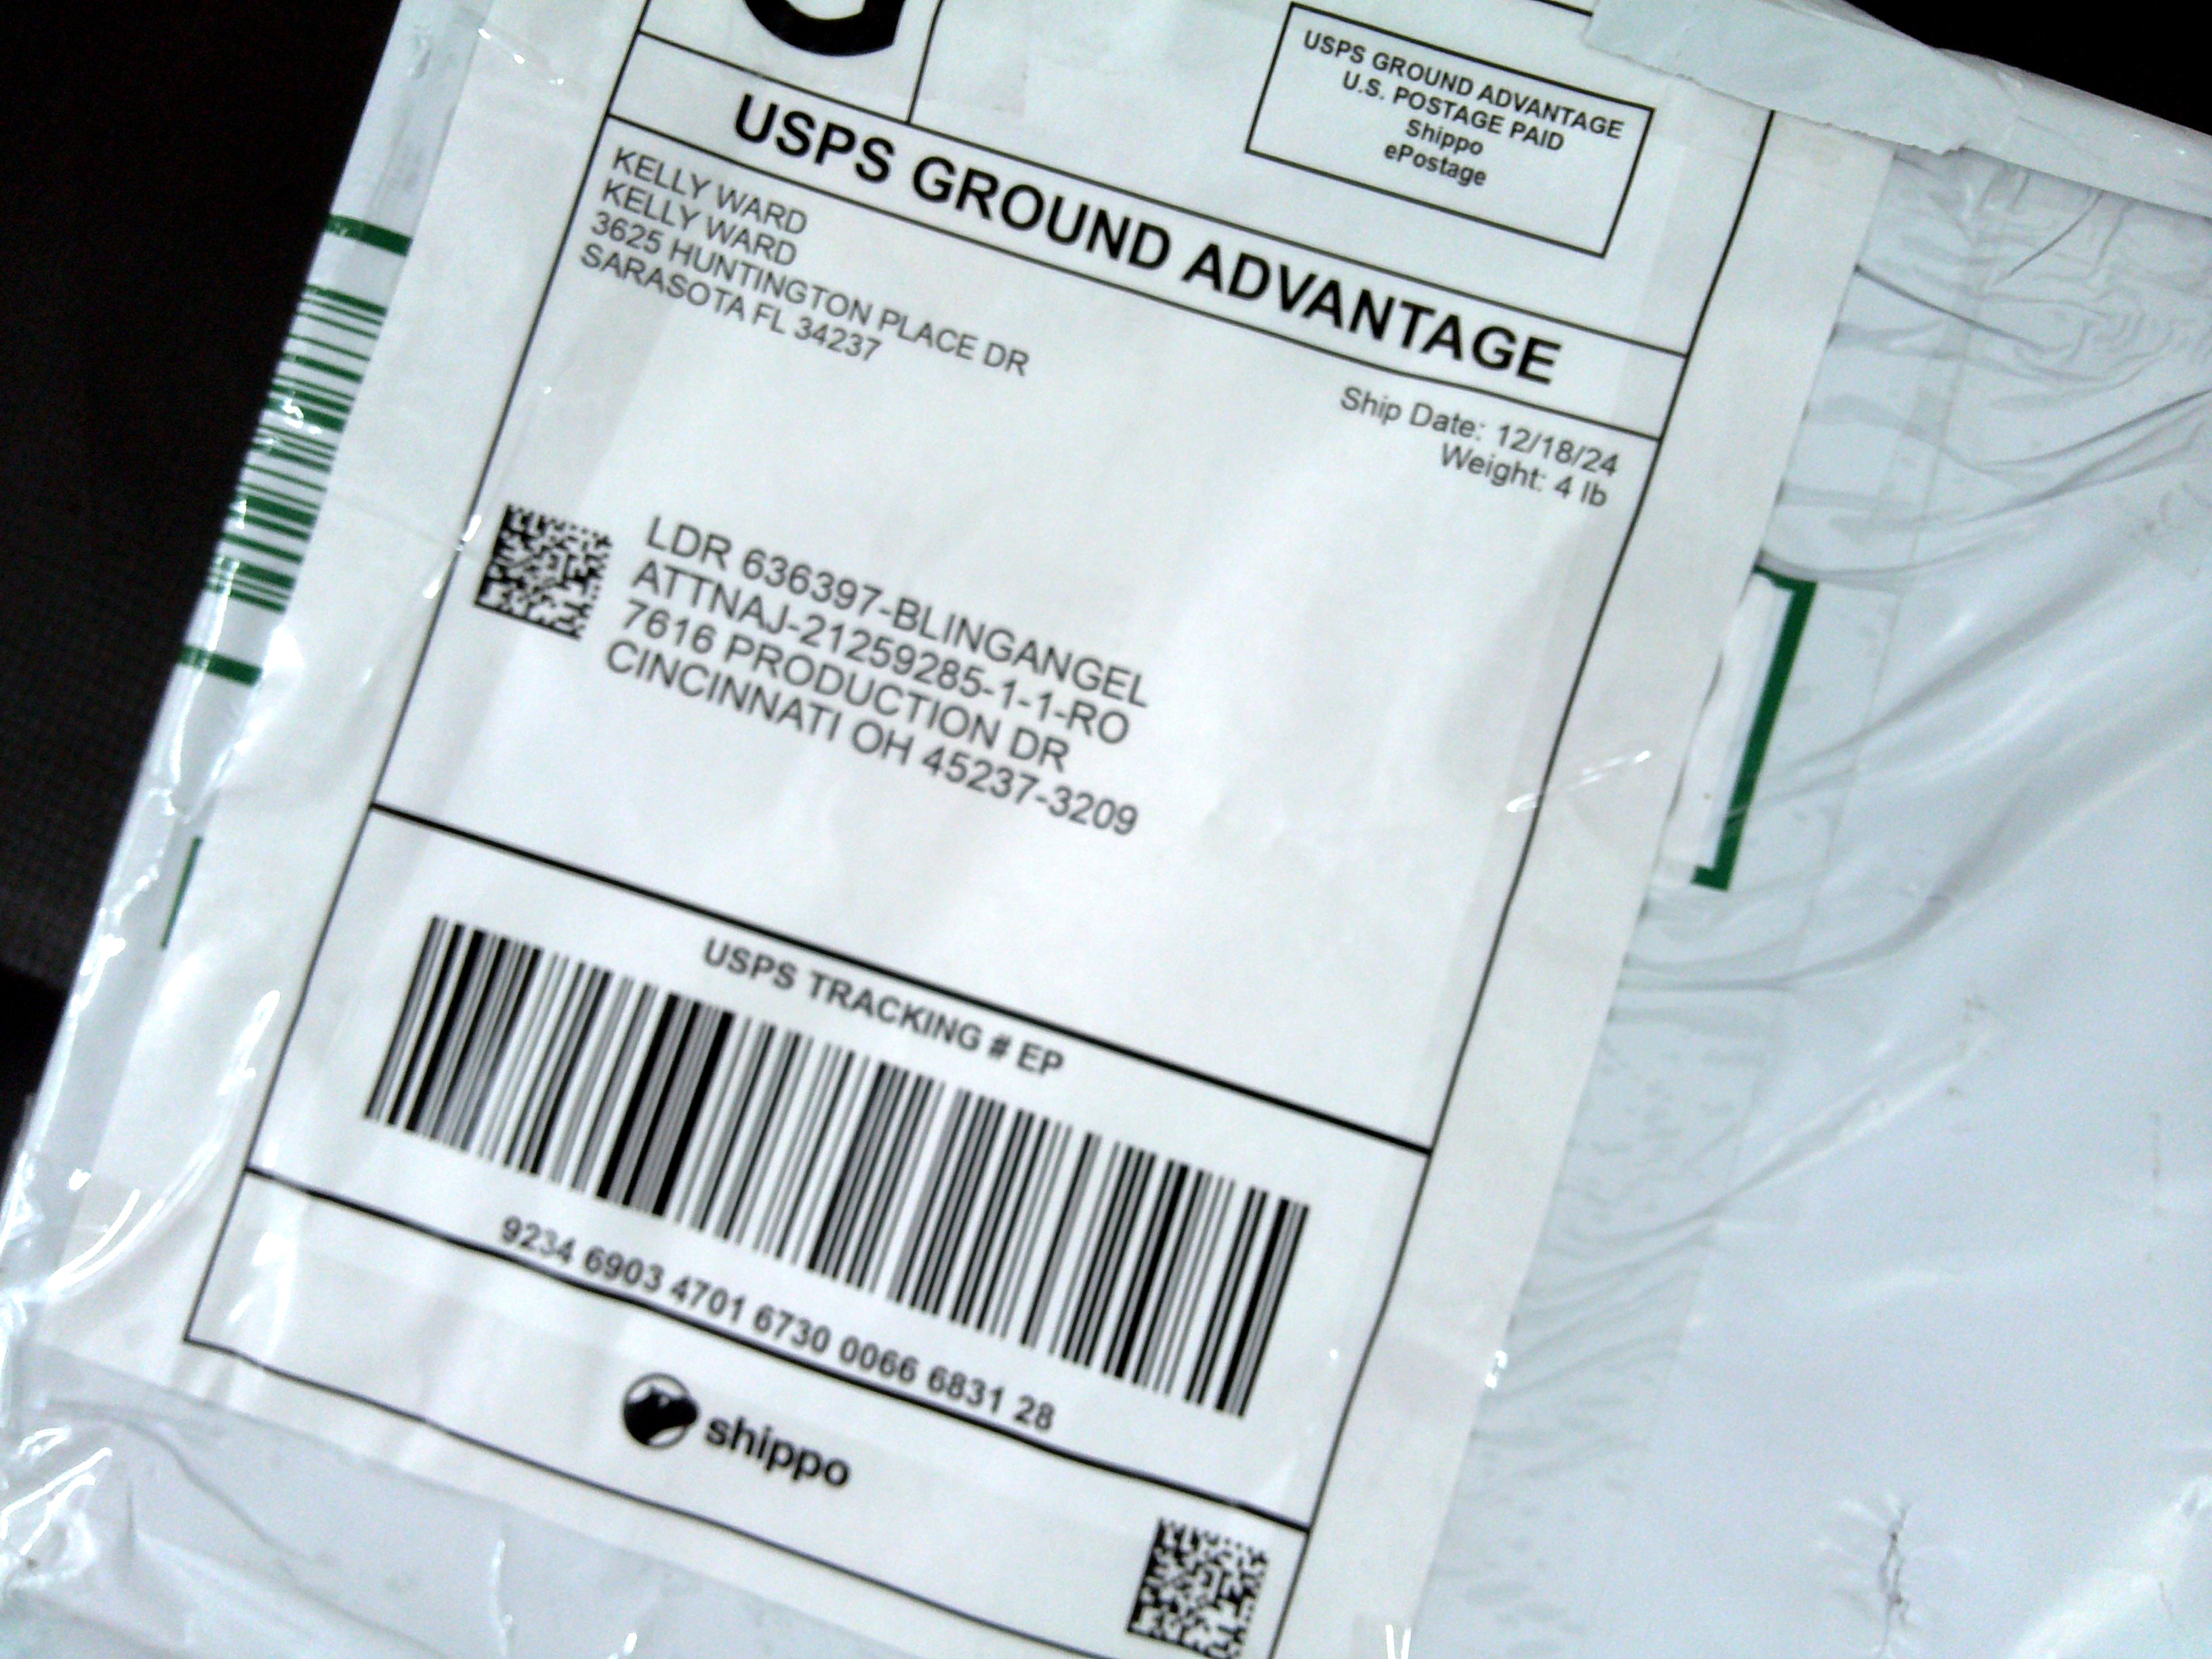 USPS GROUND ADVANTAGE
U.S. POSTAGE PAID
Shippo
ePostage
USPS GROUND ADVANTAGE
KELLY WARD
KELLY WARD
3625 HUNTINGTON PLACE DR
SARASOTA FL 34237
Ship Date: 12/18/24
Weight: 4 lb
LDR 636397-BLINGANGEL
ATTNAJ-21259285-1-1-RO
7616 PRODUCTION DR
CINCINNATI OH 45237-3209
USPS TRACKING # EP
9234 6903 4701 6730 0066 6831 28
shippo